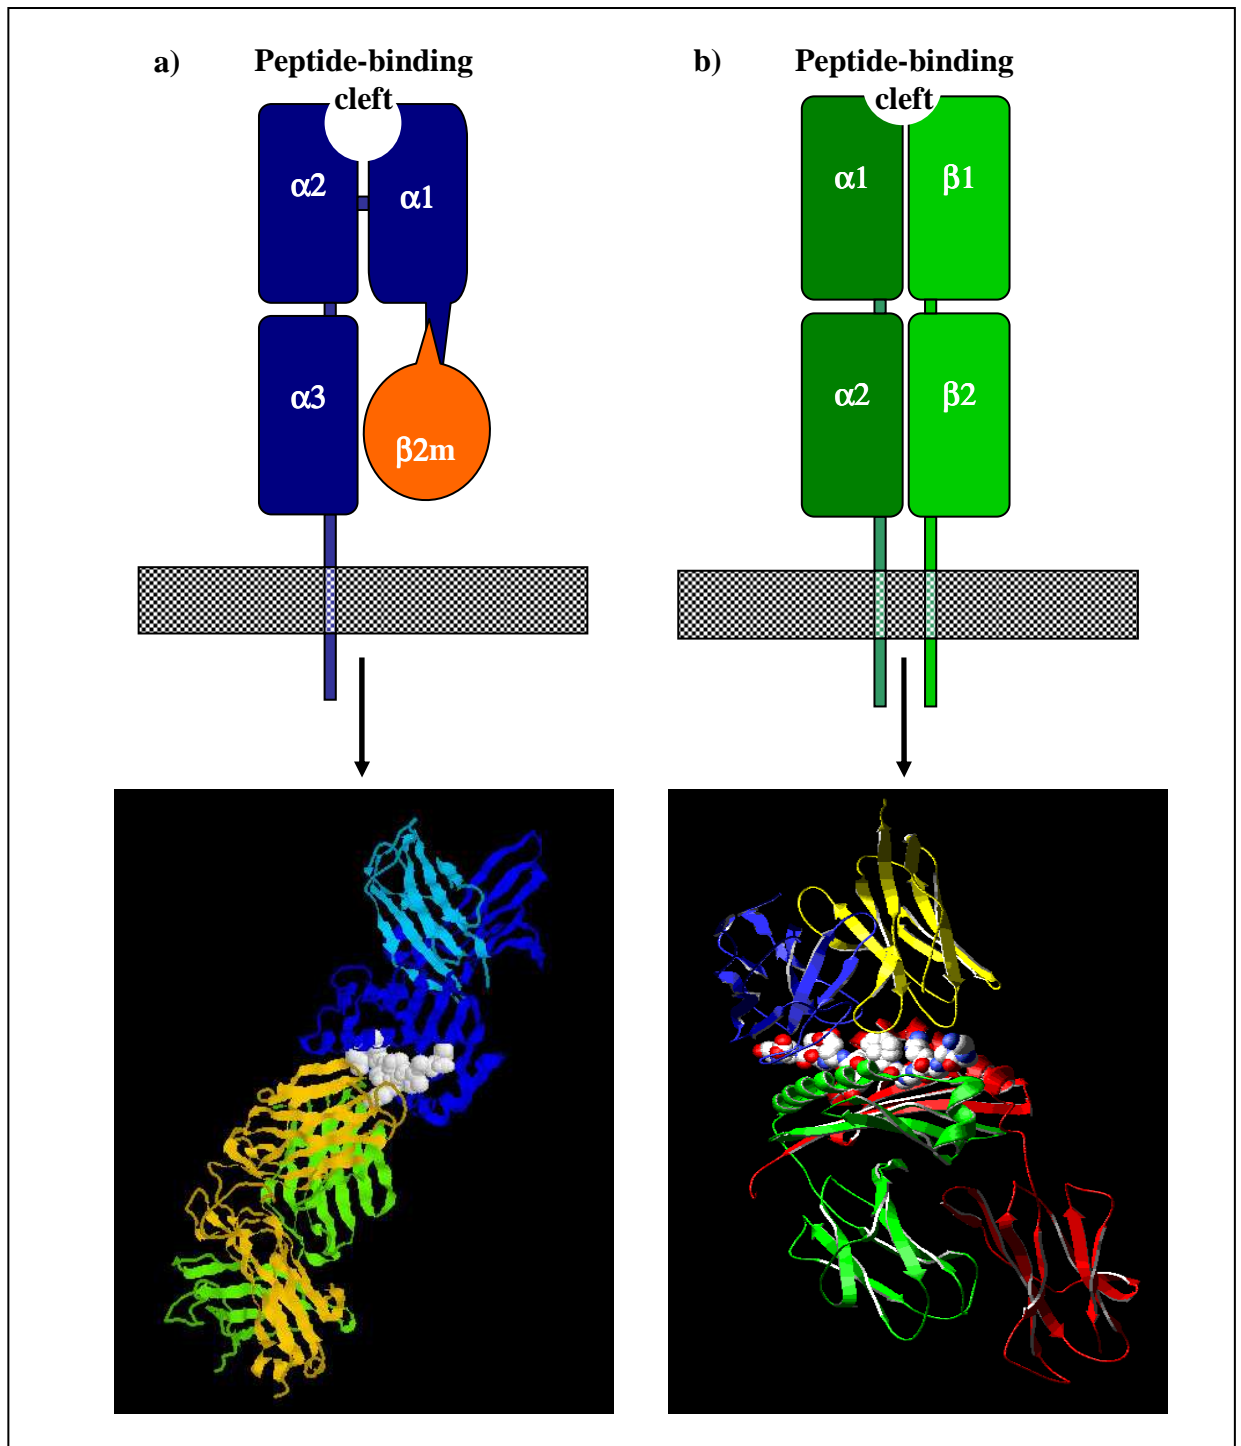 a)
Peptide-binding
cleft
α2
α1
α3
β2m
b)
Peptide-binding
cleft
α1
β1
α2
β2